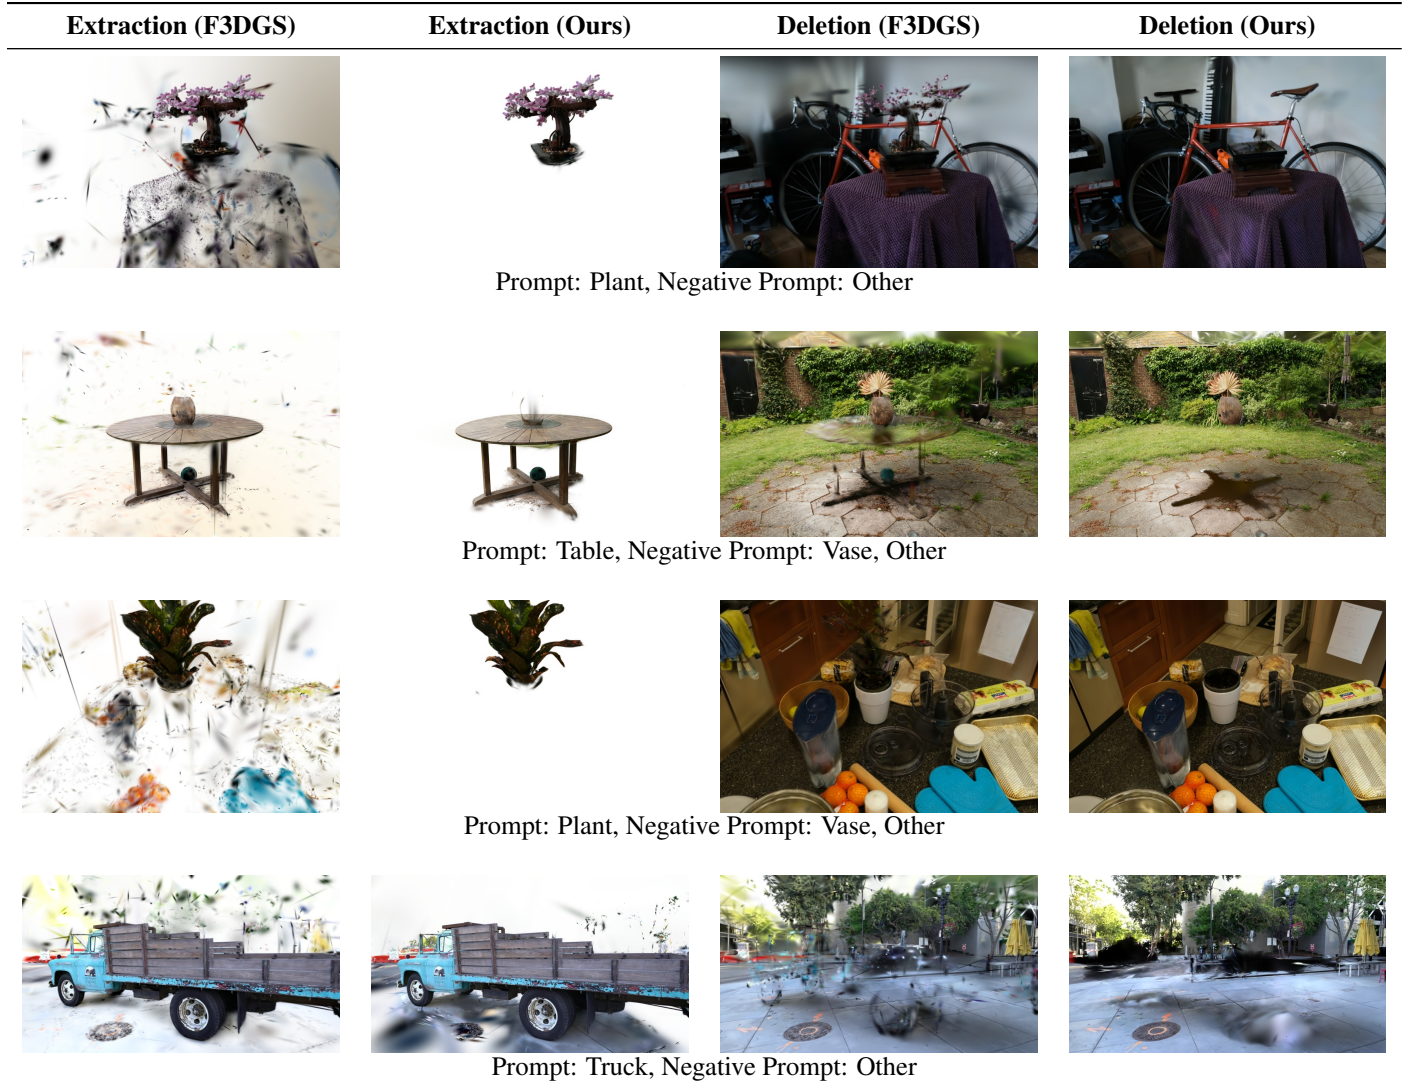 Extraction (F3DGS) Extraction (Ours) Deletion (F3DGS) Deletion (Ours)
Prompt: Plant, Negative Prompt: Other
Prompt: Table, Negative Prompt: Vase, Other
Prompt: Plant, Negative Prompt: Vase, Other
Prompt: Truck, Negative Prompt: Other